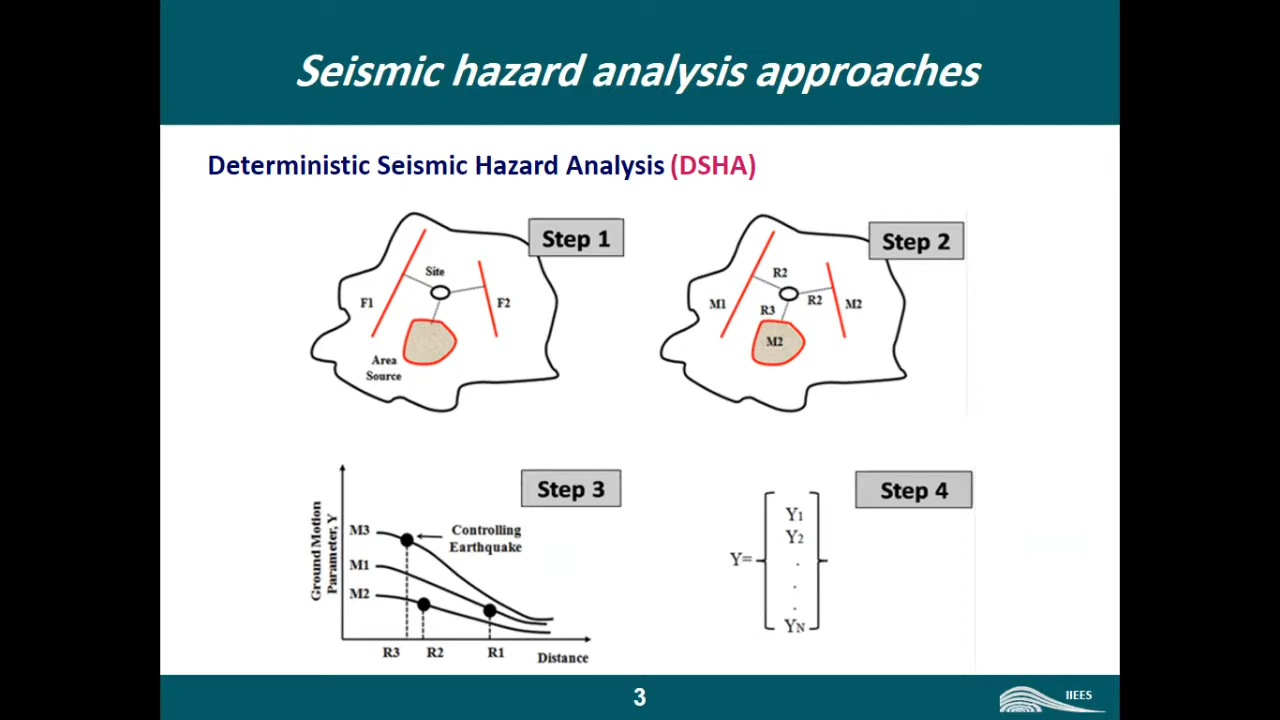 Seismic hazard analysis approaches
Deterministic Seismic Hazard Analysis (DSHA)
Step 1
Site
F1
F2
Area
Source
Step 2
R2
M1
R3
R2
M2
M2
Step 3
Ground Motion
Parameter, Y
M3
M1
M2
Controlling
Earthquake
R3
R2
R1
Distance
Step 4
Y=
Y1
Y2
.
.
.
YN
3
IIEES